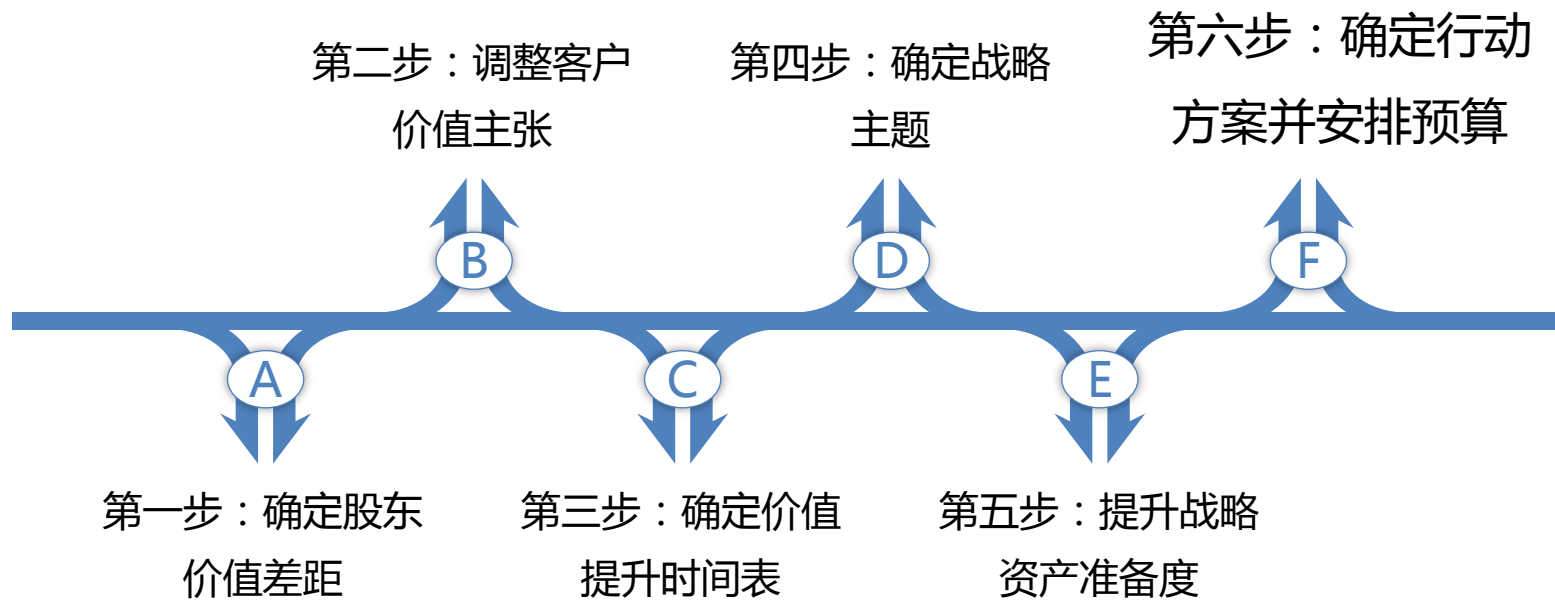 第二步：调整客户
价值主张
第四步：确定战略
主题
第六步：确定行动
方案并安排预算
B
D
F
A
C
E
第一步：确定股东
价值差距
第三步：确定价值
提升时间表
第五步：提升战略
资产准备度